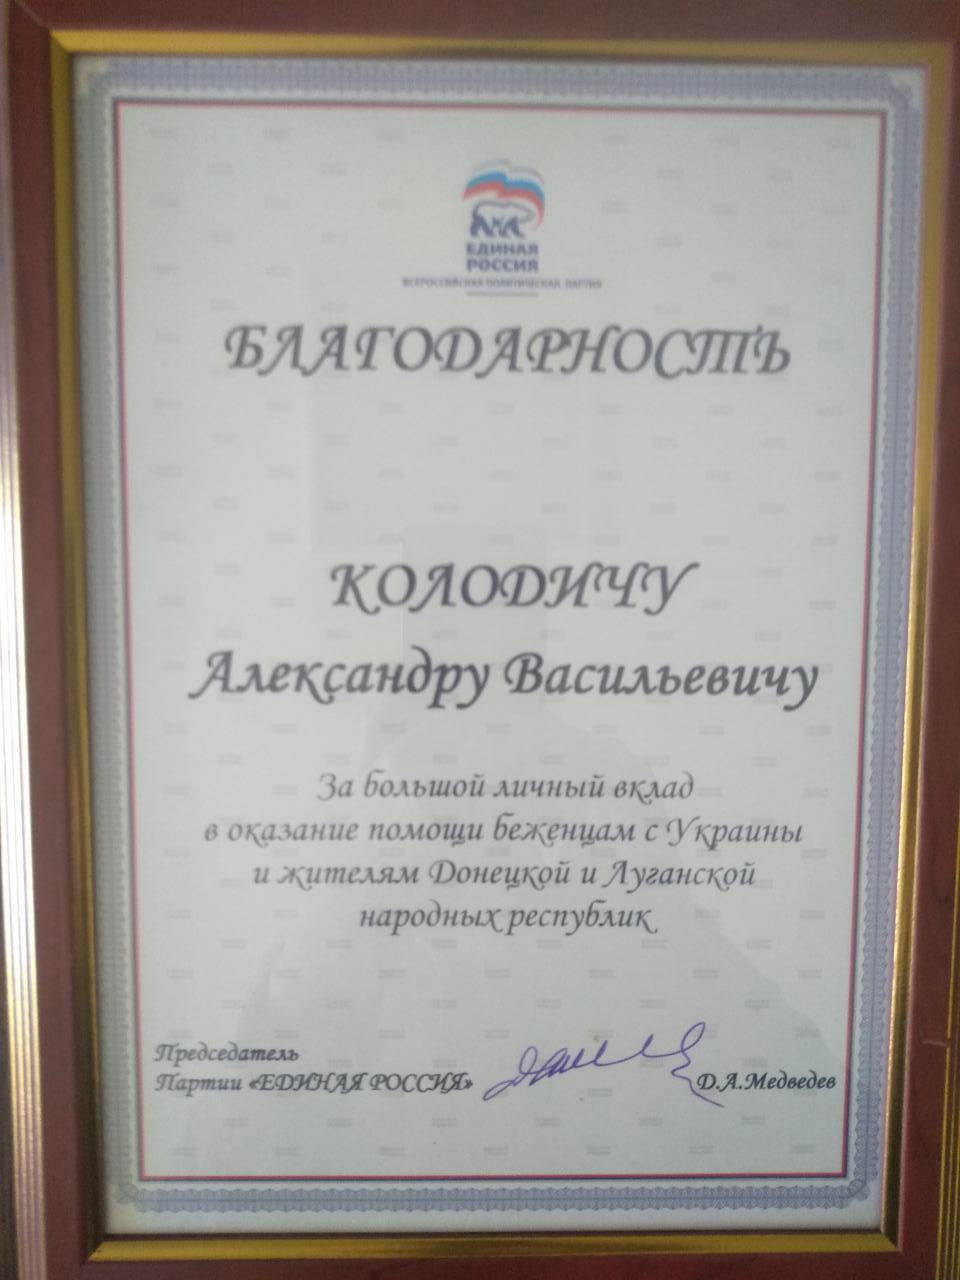 ЕДИНАЯ
РОССИЯ
ВСЕРОССИЙСКАЯ ПОЛИТИЧЕСКАЯ ПАРТИЯ
БЛАГОДАРНОСТЬ
КОЛОДИЧУ
Александру Васильевичу
За большой личный вклад
в оказание помощи беженцам с Украины
и жителям Донецкой и Луганской
народных республик
Председатель
Партии «ЕДИНАЯ РОССИЯ»
Д.А.Медведев